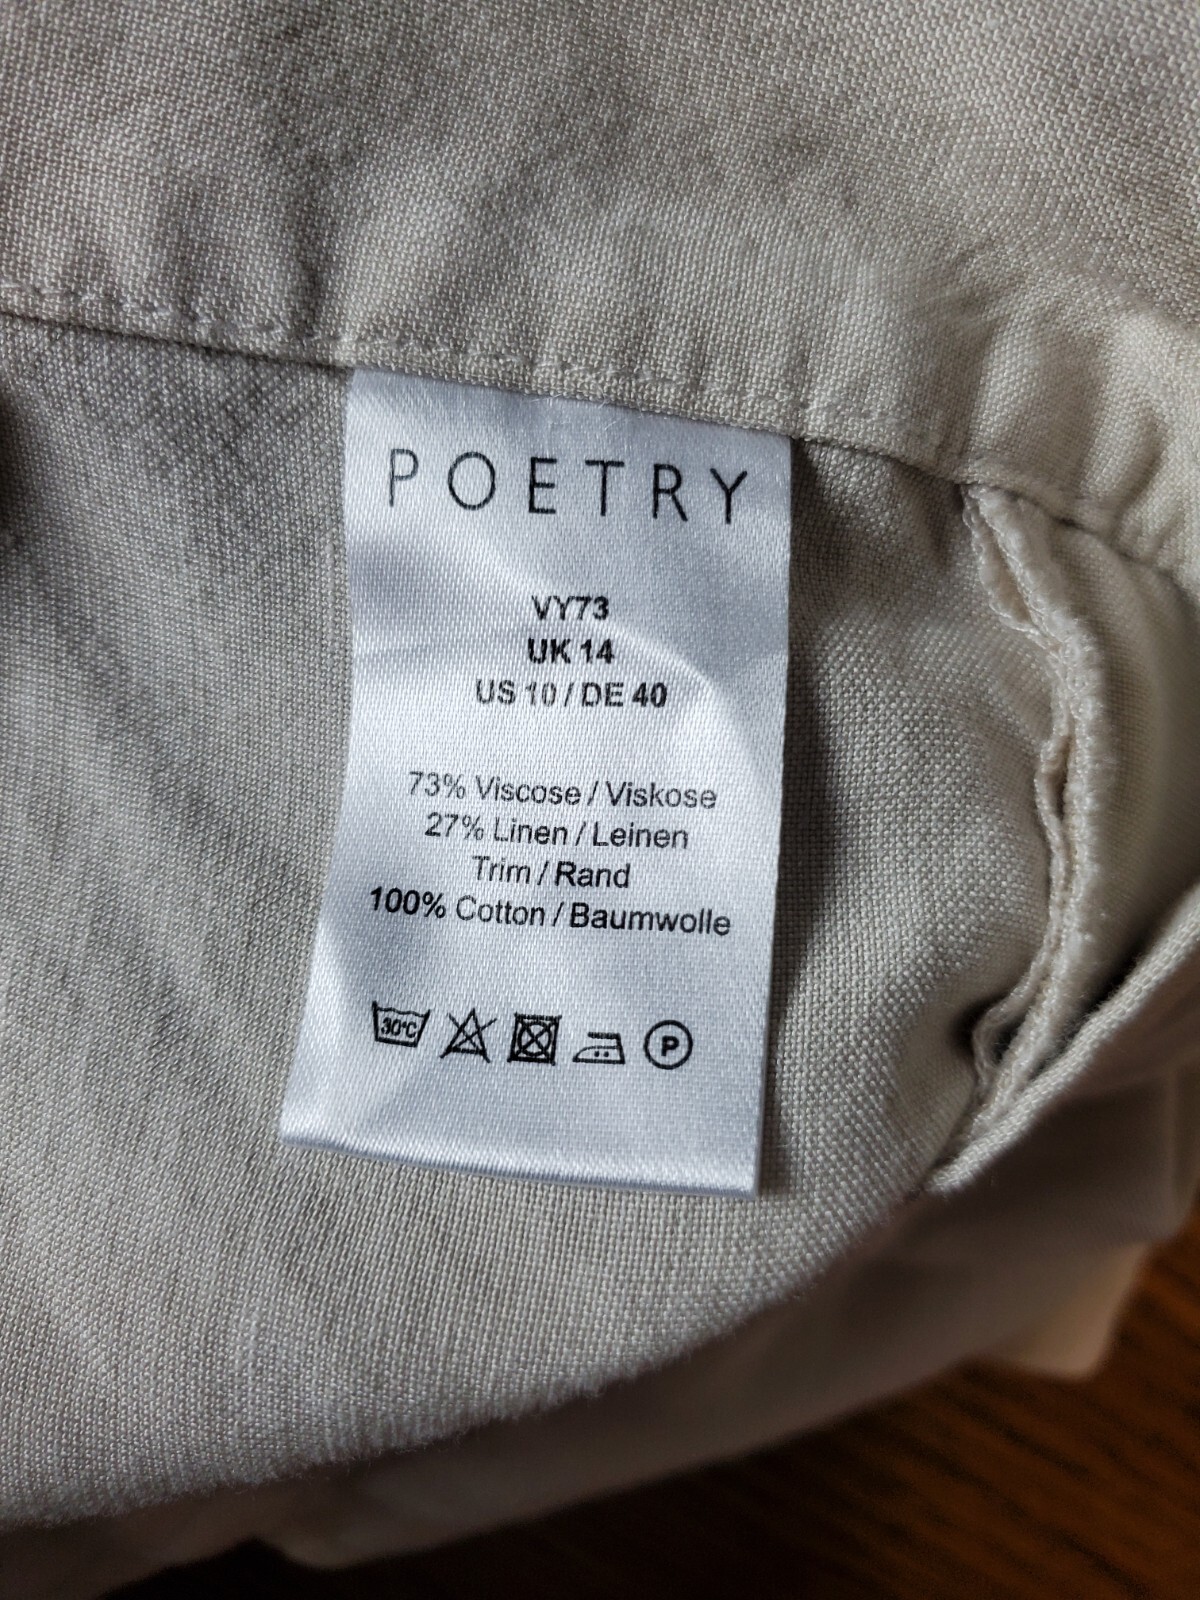 POETRY
VY73
UK 14
US 10 / DE 40
73% Viscose / Viskose
27% Linen / Leinen
Trim / Rand
100% Cotton / Baumwolle
30°C P